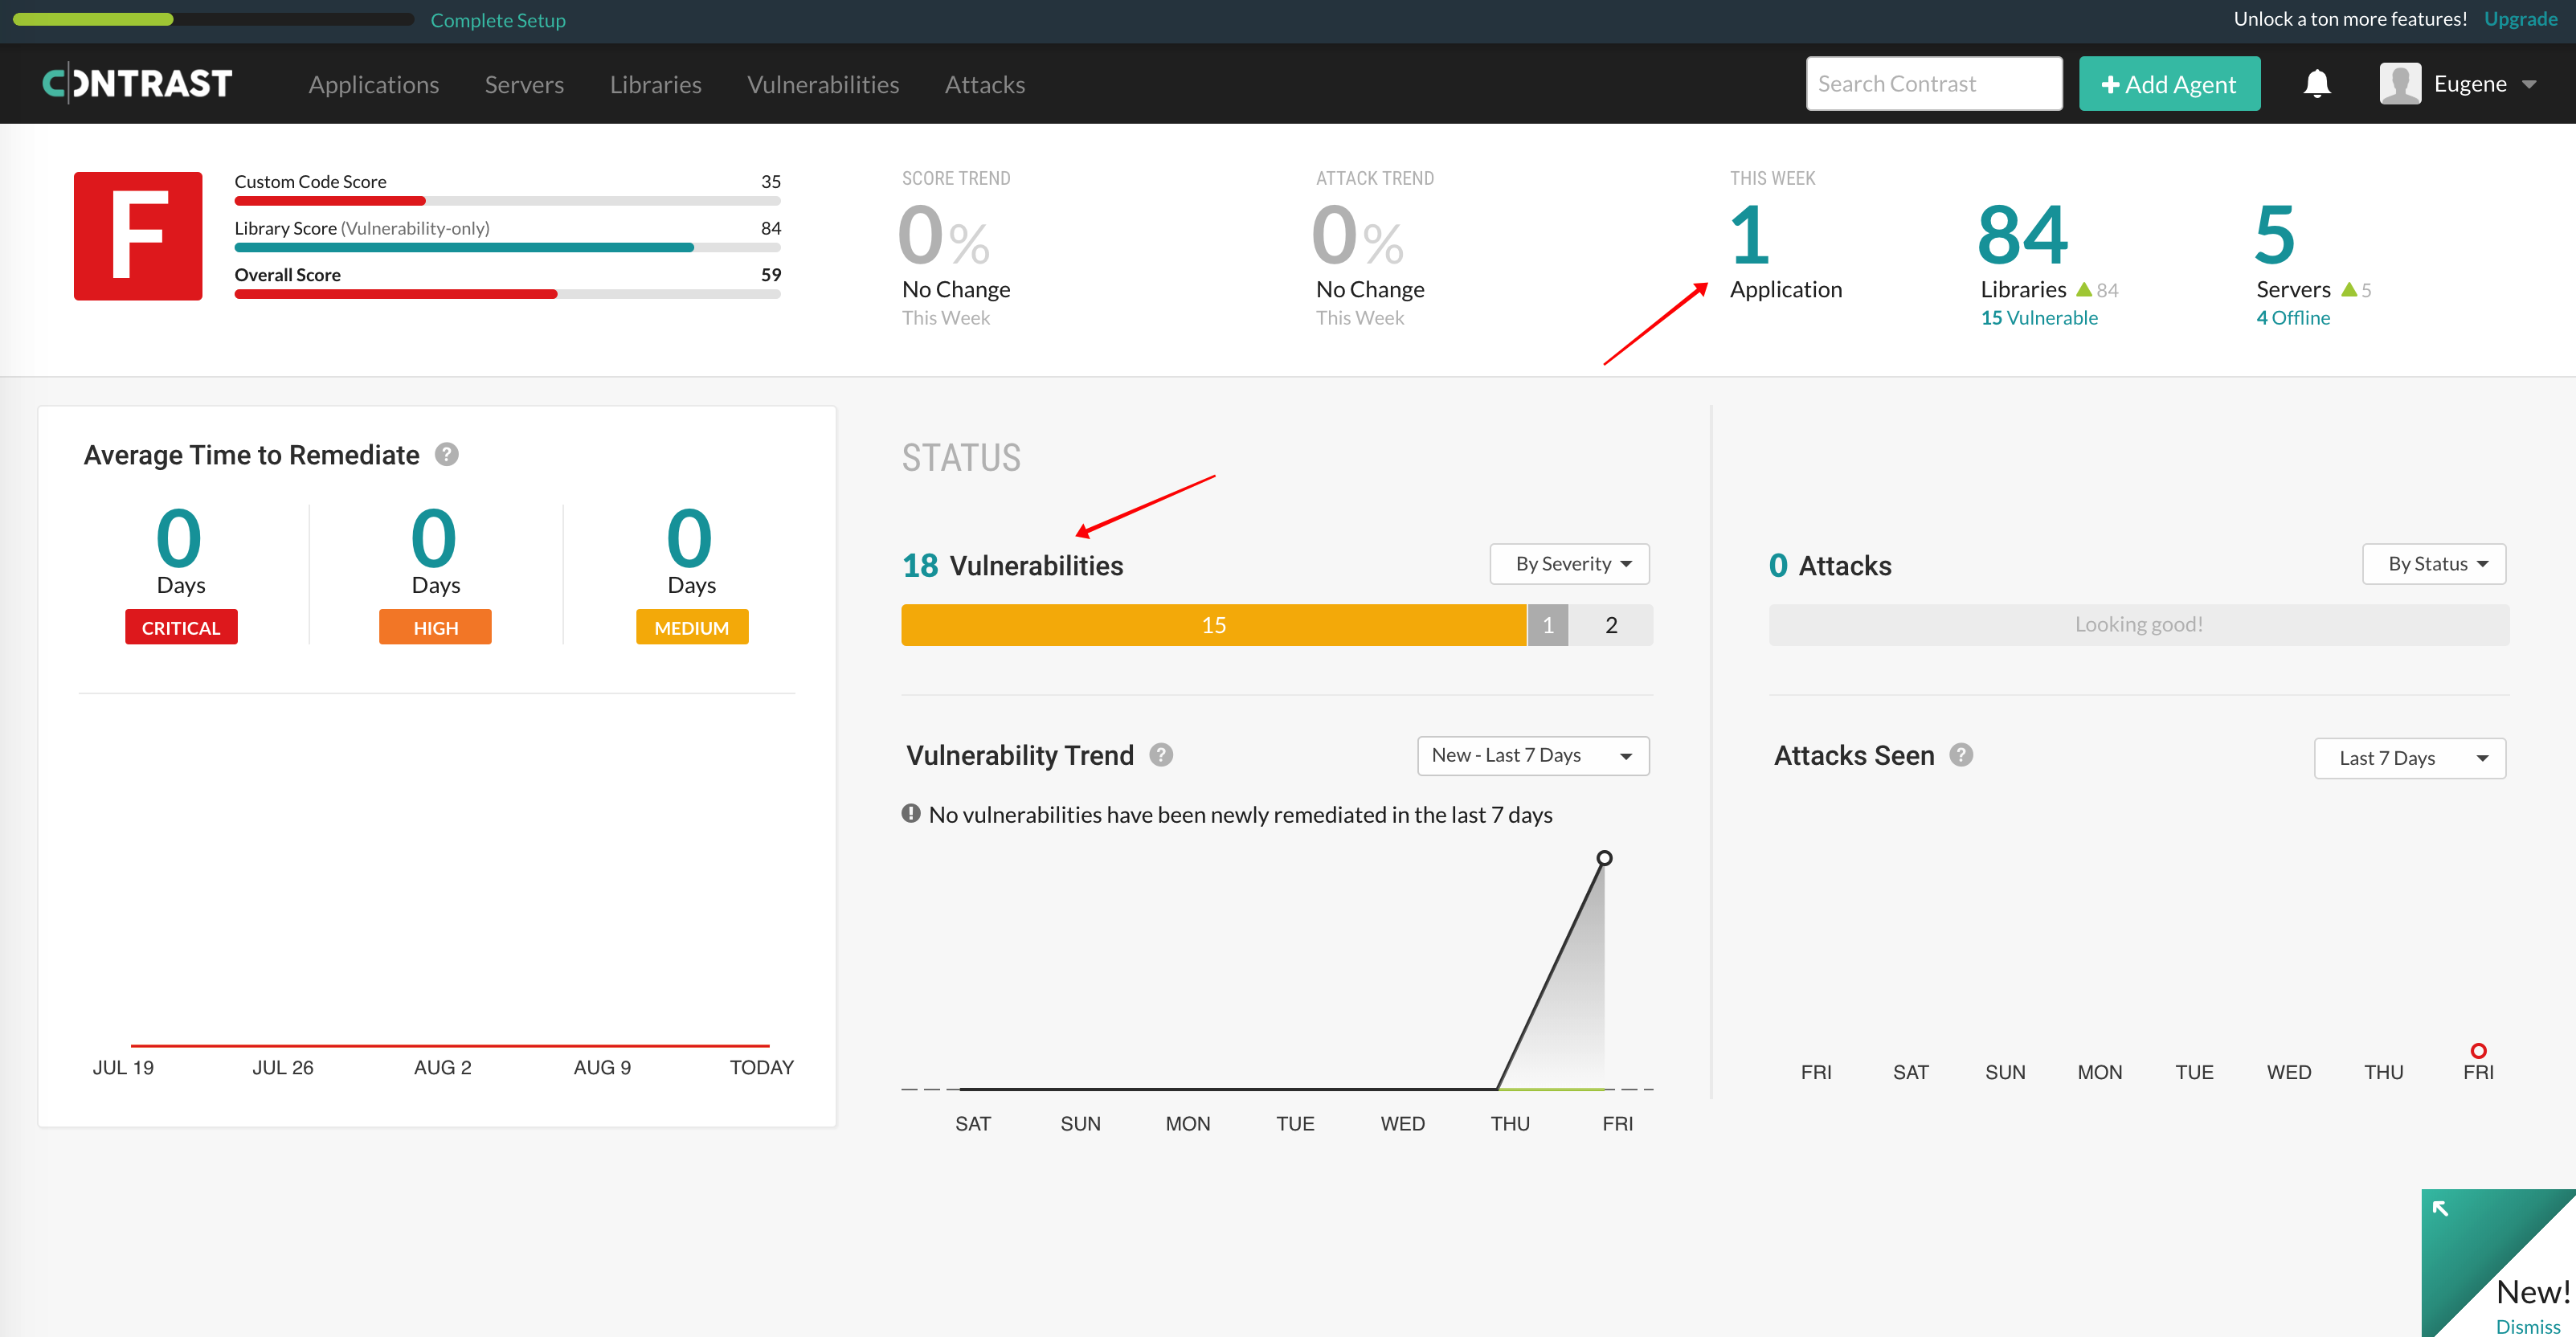 Complete Setup
Unlock a ton more features! Upgrade
CONTRAST
Applications Servers Libraries Vulnerabilities Attacks
Search Contrast
Add Agent
Eugene
F
Custom Code Score 35
Library Score (Vulnerability-only) 84
Overall Score 59
SCORE TREND
0%
No Change
This Week
ATTACK TREND
0%
No Change
This Week
THIS WEEK
1
Application
84
Libraries 84
15 Vulnerable
5
Servers 5
4 Offline
Average Time to Remediate ?
0 0 0
Days Days Days
CRITICAL HIGH MEDIUM
JUL 19 JUL 26 AUG 2 AUG 9 TODAY
STATUS
18 Vulnerabilities By Severity
15 1 2
Vulnerability Trend ? New - Last 7 Days
! No vulnerabilities have been newly remediated in the last 7 days
SAT SUN MON TUE WED THU FRI
0 Attacks By Status
Looking good!
Attacks Seen ? Last 7 Days
FRI SAT SUN MON TUE WED THU FRI
New!
Dismiss